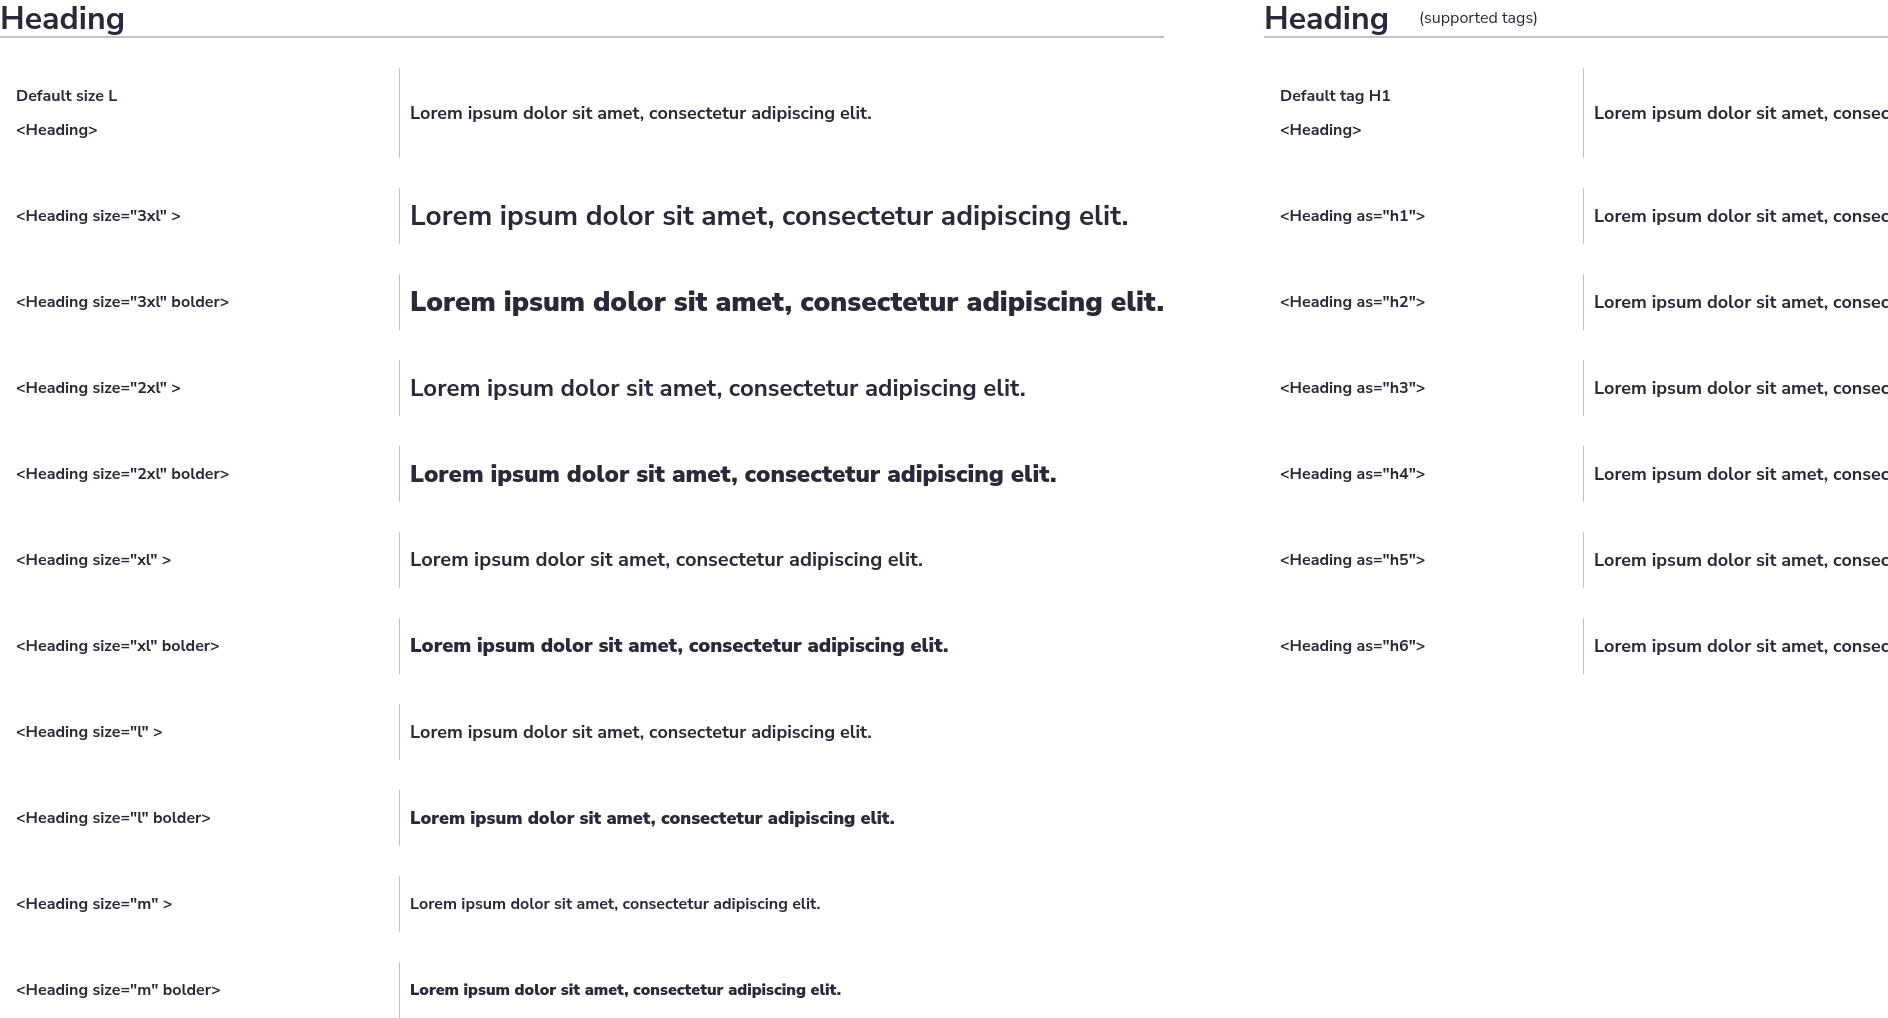 Heading
Default size L
<Heading>
Lorem ipsum dolor sit amet, consectetur adipiscing elit.
<Heading size="3xl" >
Lorem ipsum dolor sit amet, consectetur adipiscing elit.
<Heading size="3xl" bolder>
Lorem ipsum dolor sit amet, consectetur adipiscing elit.
<Heading size="2xl" >
Lorem ipsum dolor sit amet, consectetur adipiscing elit.
<Heading size="2xl" bolder>
Lorem ipsum dolor sit amet, consectetur adipiscing elit.
<Heading size="xl" >
Lorem ipsum dolor sit amet, consectetur adipiscing elit.
<Heading size="xl" bolder>
Lorem ipsum dolor sit amet, consectetur adipiscing elit.
<Heading size="l" >
Lorem ipsum dolor sit amet, consectetur adipiscing elit.
<Heading size="l" bolder>
Lorem ipsum dolor sit amet, consectetur adipiscing elit.
<Heading size="m" >
Lorem ipsum dolor sit amet, consectetur adipiscing elit.
<Heading size="m" bolder>
Lorem ipsum dolor sit amet, consectetur adipiscing elit.
Heading (supported tags)
Default tag H1
<Heading>
Lorem ipsum dolor sit amet, consec
<Heading as="h1">
Lorem ipsum dolor sit amet, consec
<Heading as="h2">
Lorem ipsum dolor sit amet, consec
<Heading as="h3">
Lorem ipsum dolor sit amet, consec
<Heading as="h4">
Lorem ipsum dolor sit amet, consec
<Heading as="h5">
Lorem ipsum dolor sit amet, consec
<Heading as="h6">
Lorem ipsum dolor sit amet, consec